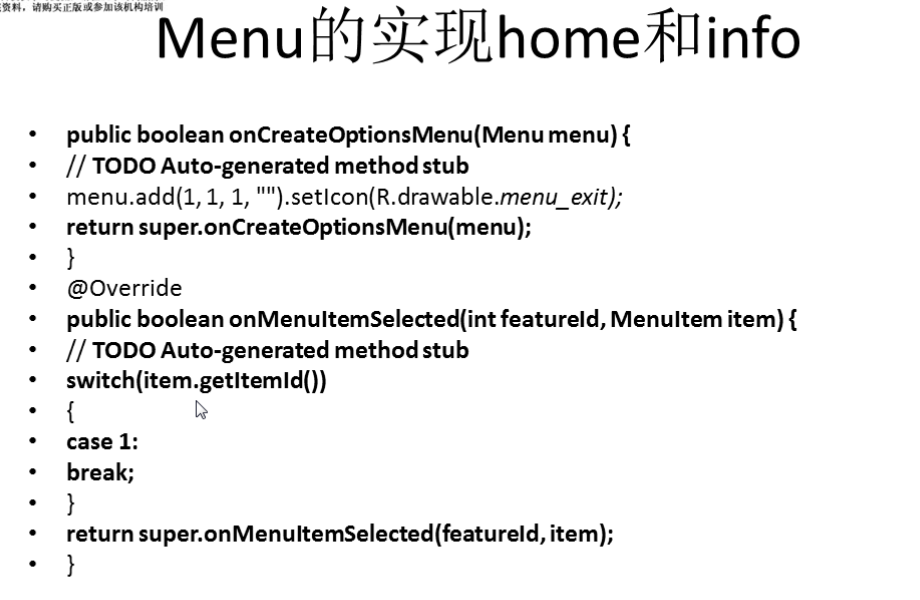 资料，请购买正版或参加该机构培训
Menu的实现home和info
• public boolean onCreateOptionsMenu(Menu menu) {
• // TODO Auto-generated method stub
• menu.add(1, 1, 1, "").setIcon(R.drawable.menu_exit);
• return super.onCreateOptionsMenu(menu);
• }
• @Override
• public boolean onMenuItemSelected(int featureId, MenuItem item) {
• // TODO Auto-generated method stub
• switch(item.getItemId())
• {
• case 1:
• break;
• }
• return super.onMenuItemSelected(featureId, item);
• }